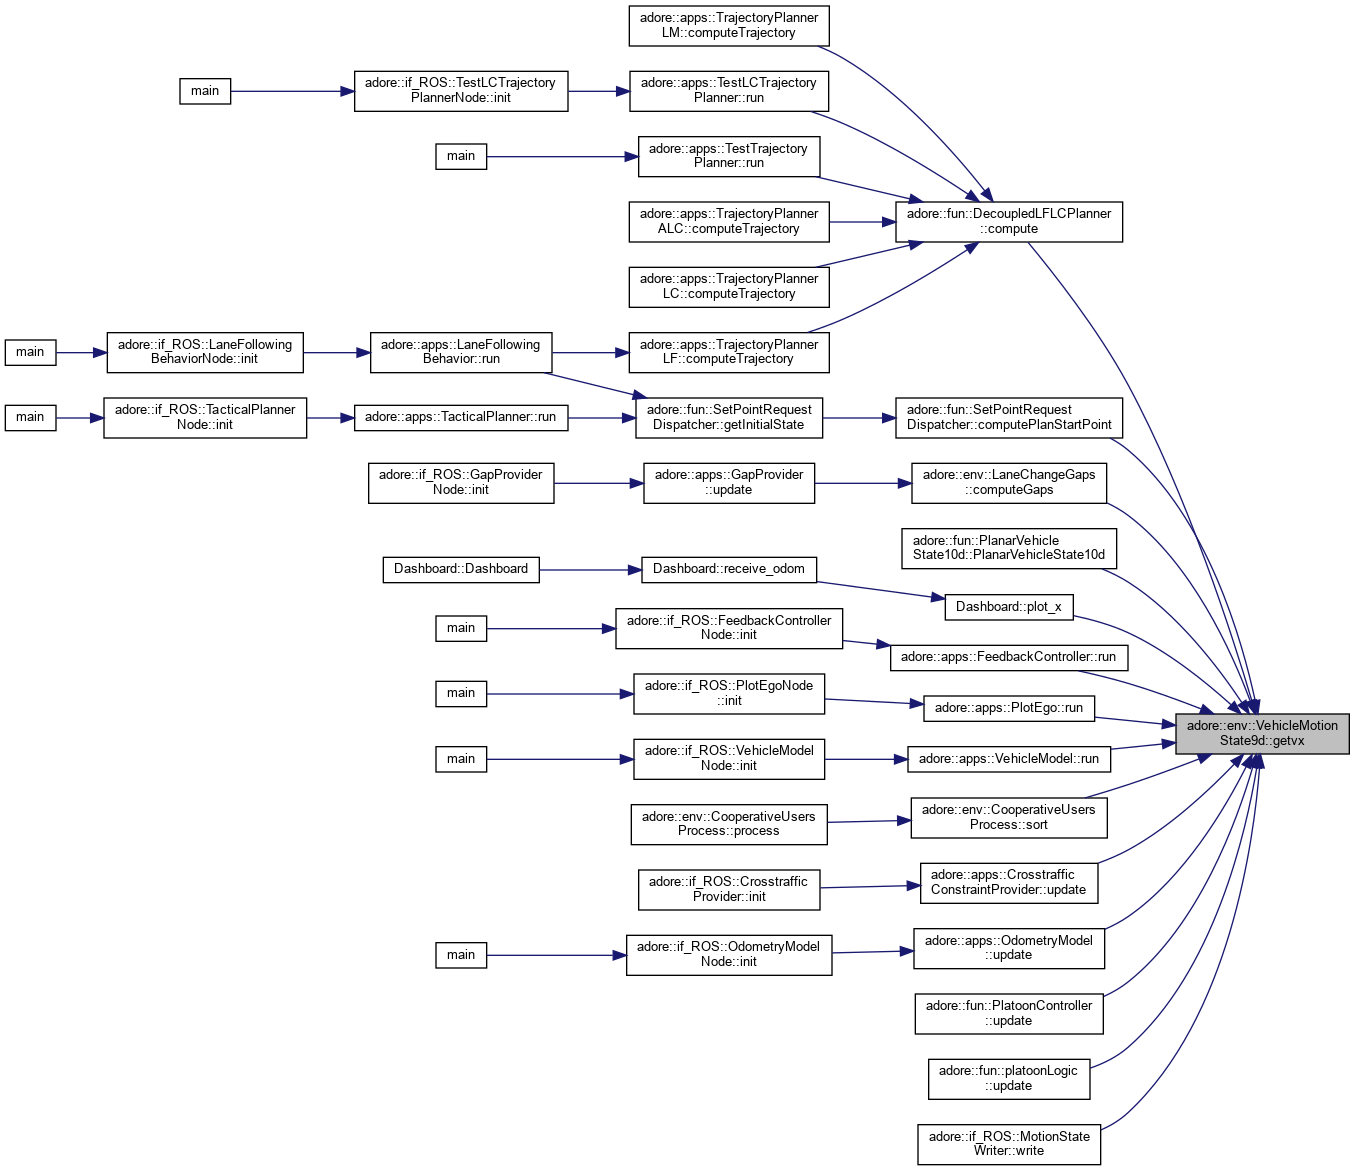 adore::apps::TrajectoryPlanner
LM::computeTrajectory
main
adore::if_ROS::TestLCTrajectory
PlannerNode::init
adore::apps::TestLCTrajectory
Planner::run
main
adore::apps::TestTrajectory
Planner::run
adore::apps::TrajectoryPlanner
ALC::computeTrajectory
adore::fun::DecoupledLFLCPlanner
::compute
adore::apps::TrajectoryPlanner
LC::computeTrajectory
main
adore::if_ROS::LaneFollowing
BehaviorNode::init
adore::apps::LaneFollowing
Behavior::run
adore::apps::TrajectoryPlanner
LF::computeTrajectory
main
adore::if_ROS::TacticalPlanner
Node::init
adore::apps::TacticalPlanner::run
adore::fun::SetPointRequest
Dispatcher::getInitialState
adore::fun::SetPointRequest
Dispatcher::computePlanStartPoint
adore::if_ROS::GapProvider
Node::init
adore::apps::GapProvider
::update
adore::env::LaneChangeGaps
::computeGaps
adore::fun::PlanarVehicle
State10d::PlanarVehicleState10d
Dashboard::Dashboard
Dashboard::receive_odom
Dashboard::plot_x
main
adore::if_ROS::FeedbackController
Node::init
adore::apps::FeedbackController::run
main
adore::if_ROS::PlotEgoNode
::init
adore::apps::PlotEgo::run
adore::env::VehicleMotion
State9d::getvx
main
adore::if_ROS::VehicleModel
Node::init
adore::apps::VehicleModel::run
adore::env::CooperativeUsers
Process::process
adore::env::CooperativeUsers
Process::sort
adore::if_ROS::Crosstraffic
Provider::init
adore::apps::Crosstraffic
ConstraintProvider::update
main
adore::if_ROS::OdometryModel
Node::init
adore::apps::OdometryModel
::update
adore::fun::PlatoonController
::update
adore::fun::platoonLogic
::update
adore::if_ROS::MotionState
Writer::write